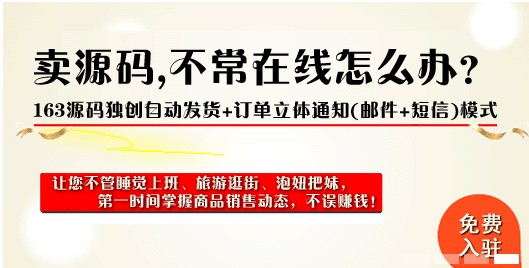 卖源码,不常在线怎么办?
163源码独创自动发货+订单立体通知(邮件+短信)模式
让您不管睡觉上班、旅游逛街、泡妞把妹,
第一时间掌握商品销售动态，不误赚钱!
免费
入驻